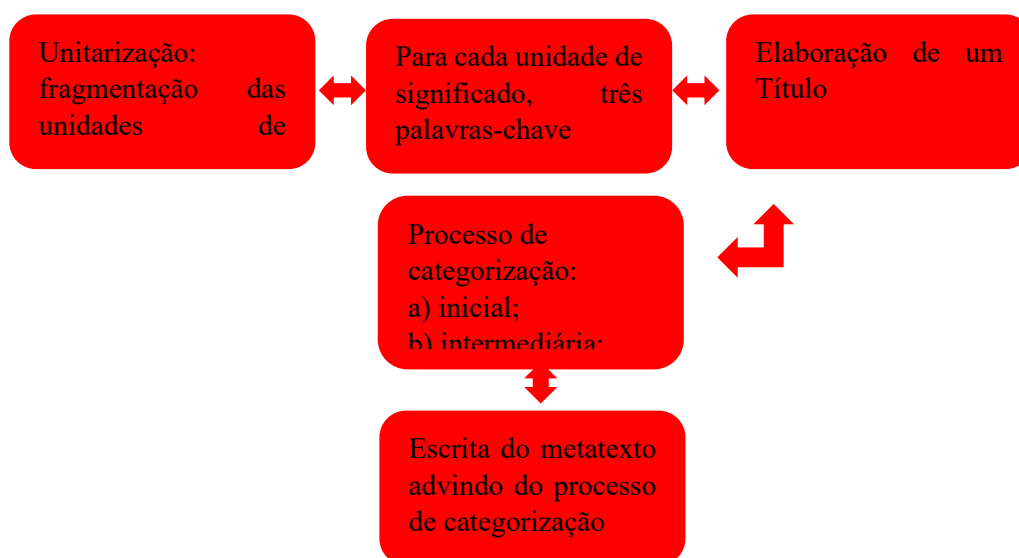 Unitarização:
fragmentação das
unidades de
Para cada unidade de
significado, três
palavras-chave
Elaboração de um
Título
Processo de
categorização:
a) inicial;
b) intermediária;
Escrita do metatexto
advindo do processo
de categorização